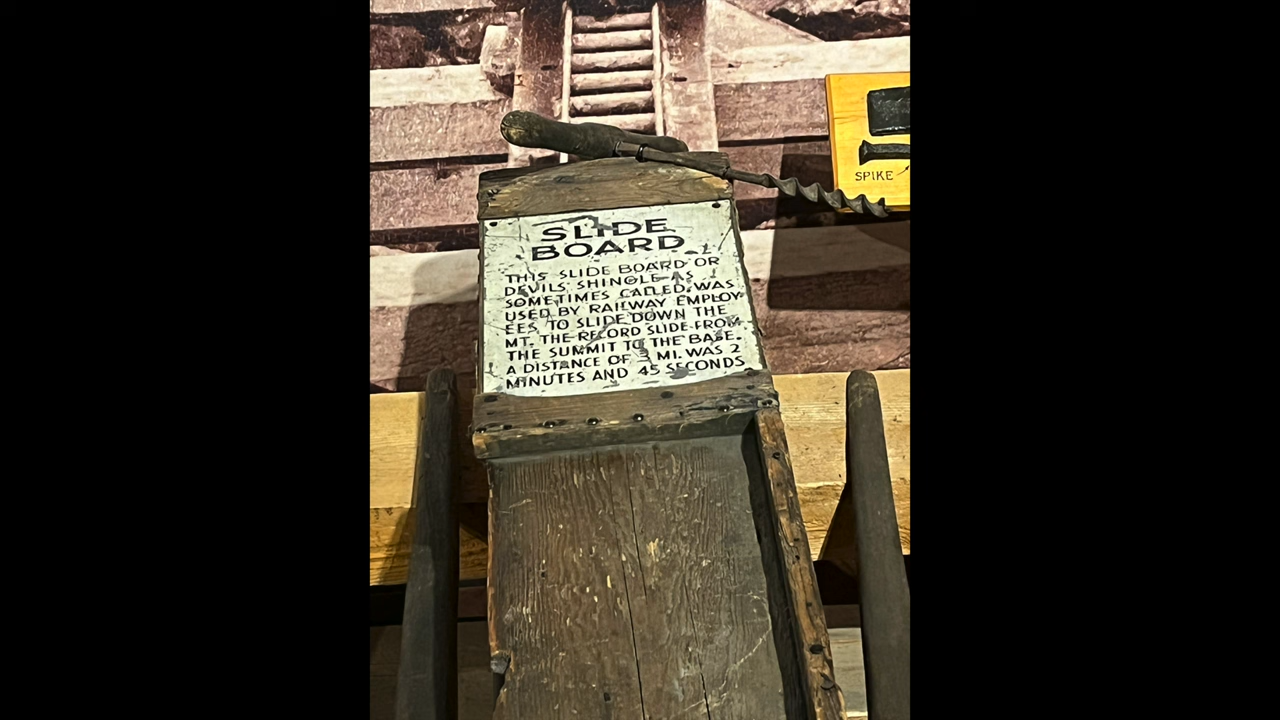 SLIDE
BOARD
THIS SLIDE BOARD OR
DEVILS SHINGLE AS
SOMETIMES CALLED, WAS
USED BY RAILWAY EMPLOY
EES TO SLIDE DOWN THE
MT. THE RECORD SLIDE FROM
THE SUMMIT TO THE BASE.
A DISTANCE OF MI. WAS 2
MINUTES AND 45 SECONDS
SPIKE